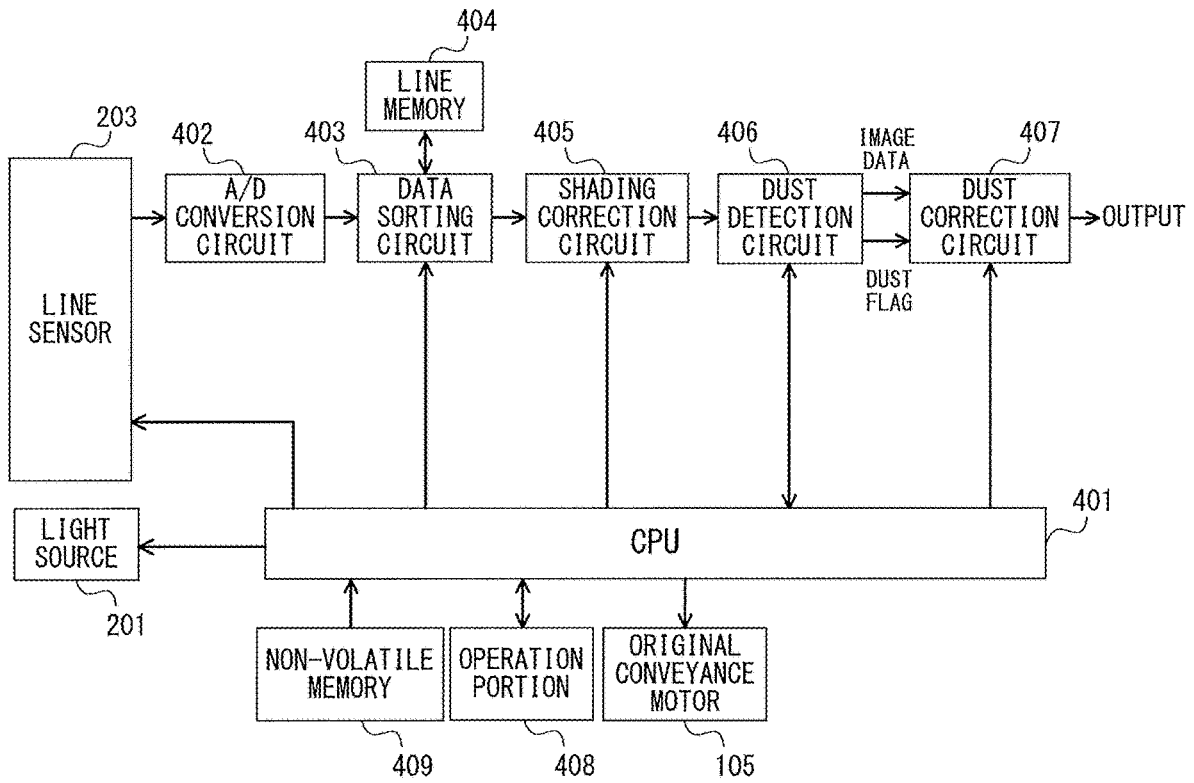 404
LINE
MEMORY
203
402
403
405
406
407
IMAGE
DATA
A/D
CONVERSION
CIRCUIT
DATA
SORTING
CIRCUIT
SHADING
CORRECTION
CIRCUIT
DUST
DETECTION
CIRCUIT
DUST
CORRECTION
CIRCUIT
OUTPUT
DUST
FLAG
LINE
SENSOR
LIGHT
SOURCE
201
CPU
401
NON-VOLATILE
MEMORY
409
OPERATION
PORTION
408
ORIGINAL
CONVEYANCE
MOTOR
105